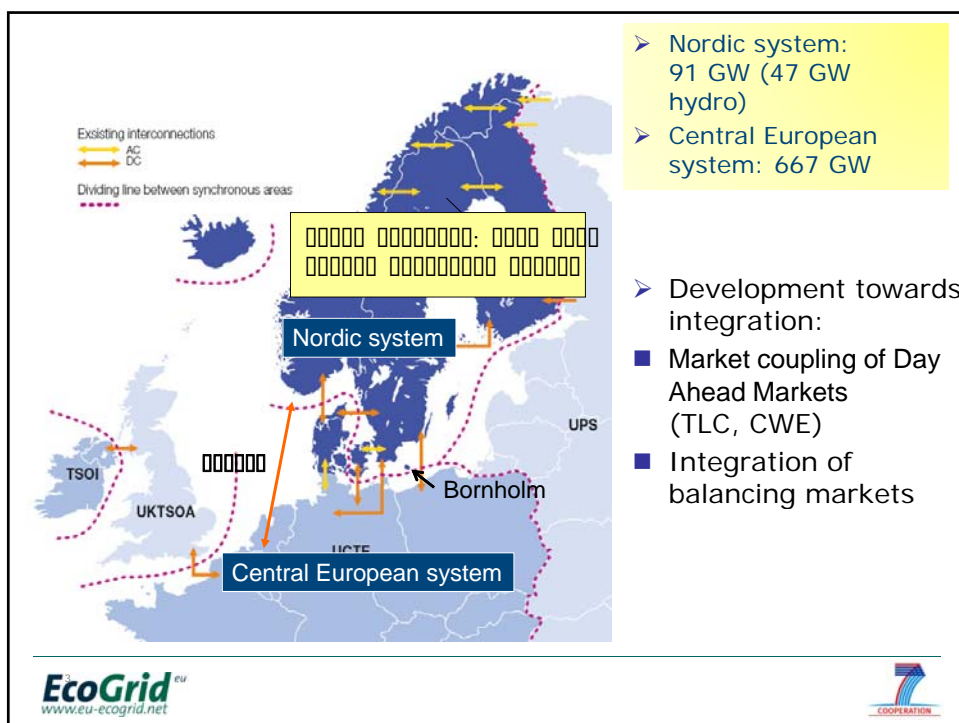 Exsisting interconnections
AC
DC
Dividing line between synchronous areas
Nordic system
Bornholm
UPS
TSOI
UKTSOA
UCTE
Central European system
➢ Nordic system:
91 GW (47 GW
hydro)
➢ Central European
system: 667 GW
➢ Development towards
integration:
■ Market coupling of Day
Ahead Markets
(TLC, CWE)
■ Integration of
balancing markets
3
EcoGrid eu
www.eu-ecogrid.net
7
COOPERATION